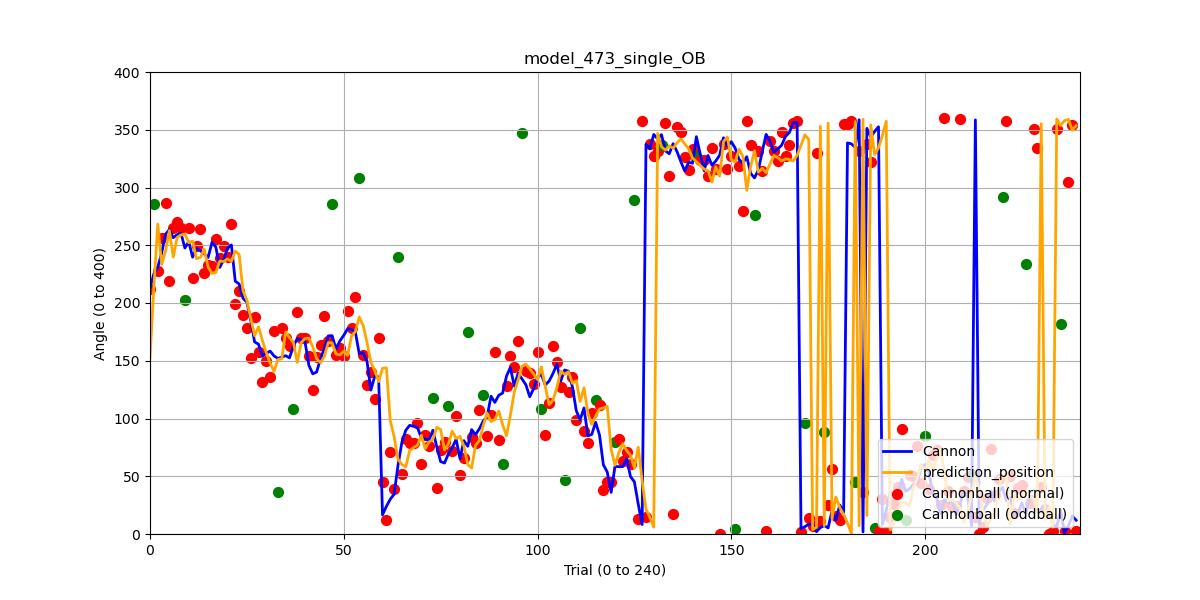 model_473_single_OB
400
350
300
250
200
150
100
50
0
Angle (0 to 400)
0
50
100
150
200
Trial (0 to 240)
Cannon
prediction_position
Cannonball (normal)
Cannonball (oddball)